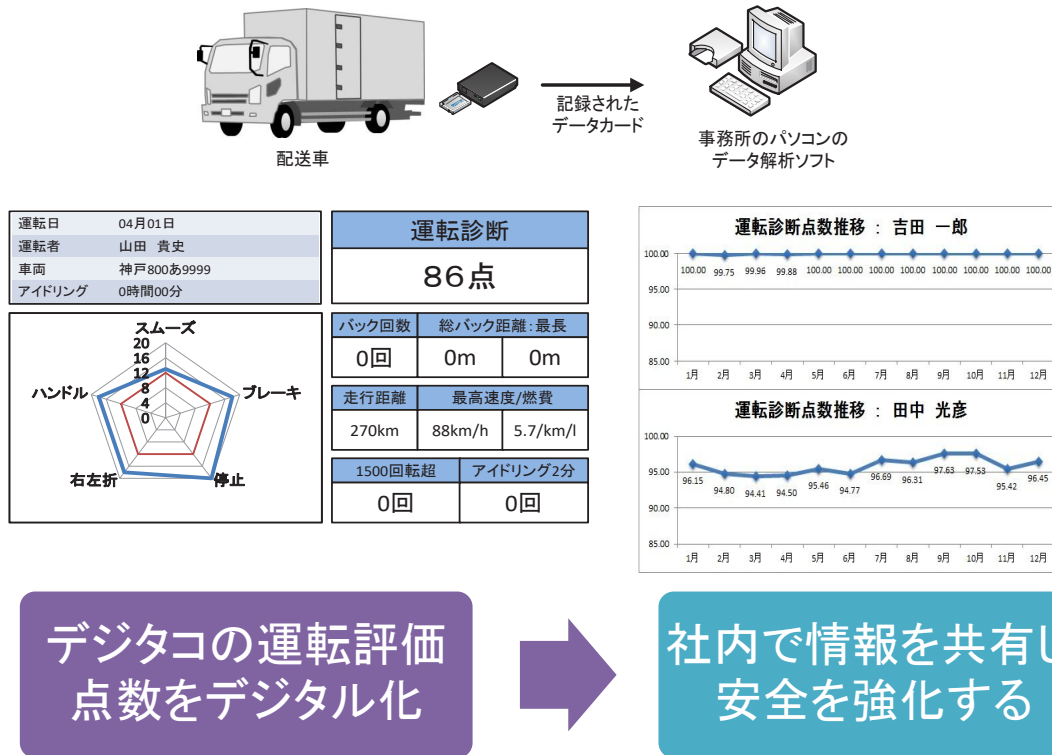 配送車
記録された
データカード
事務所のパソコンの
データ解析ソフト
運転日 04月01日
運転者 山田 貴史
車両 神戸800あ9999
アイドリング 0時間00分
運転診断
86点
スムーズ
ブレーキ
停止
右左折
ハンドル
20
16
12
8
4
0
バック回数 総バック距離:最長
0回 0m 0m
走行距離 最高速度/燃費
270km 88km/h 5.7/km/l
1500回転超 アイドリング2分
0回 0回
運転診断点数推移 : 吉田 一郎
100.00
95.00
90.00
85.00
100.00 99.75 99.96 99.88 100.00 100.00 100.00 100.00 100.00 100.00 100.00 100.00
1月 2月 3月 4月 5月 6月 7月 8月 9月 10月 11月 12月
運転診断点数推移 : 田中 光彦
100.00
95.00
90.00
85.00
96.15 94.80 94.41 94.50 95.46 94.77 96.69 96.31 97.63 97.53 95.42 96.45
1月 2月 3月 4月 5月 6月 7月 8月 9月 10月 11月 12月
デジタコの運転評価
点数をデジタル化
社内で情報を共有し
安全を強化する